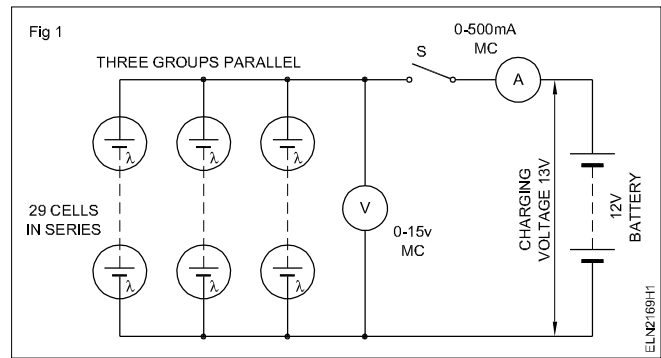 Fig 1
THREE GROUPS PARALLEL
S
0-500mA
MC
A
λ
λ
λ
29 CELLS
IN SERIES
V
0-15v
MC
CHARGING
VOLTAGE 13V
12V
BATTERY
λ
λ
λ
ELN2169H1